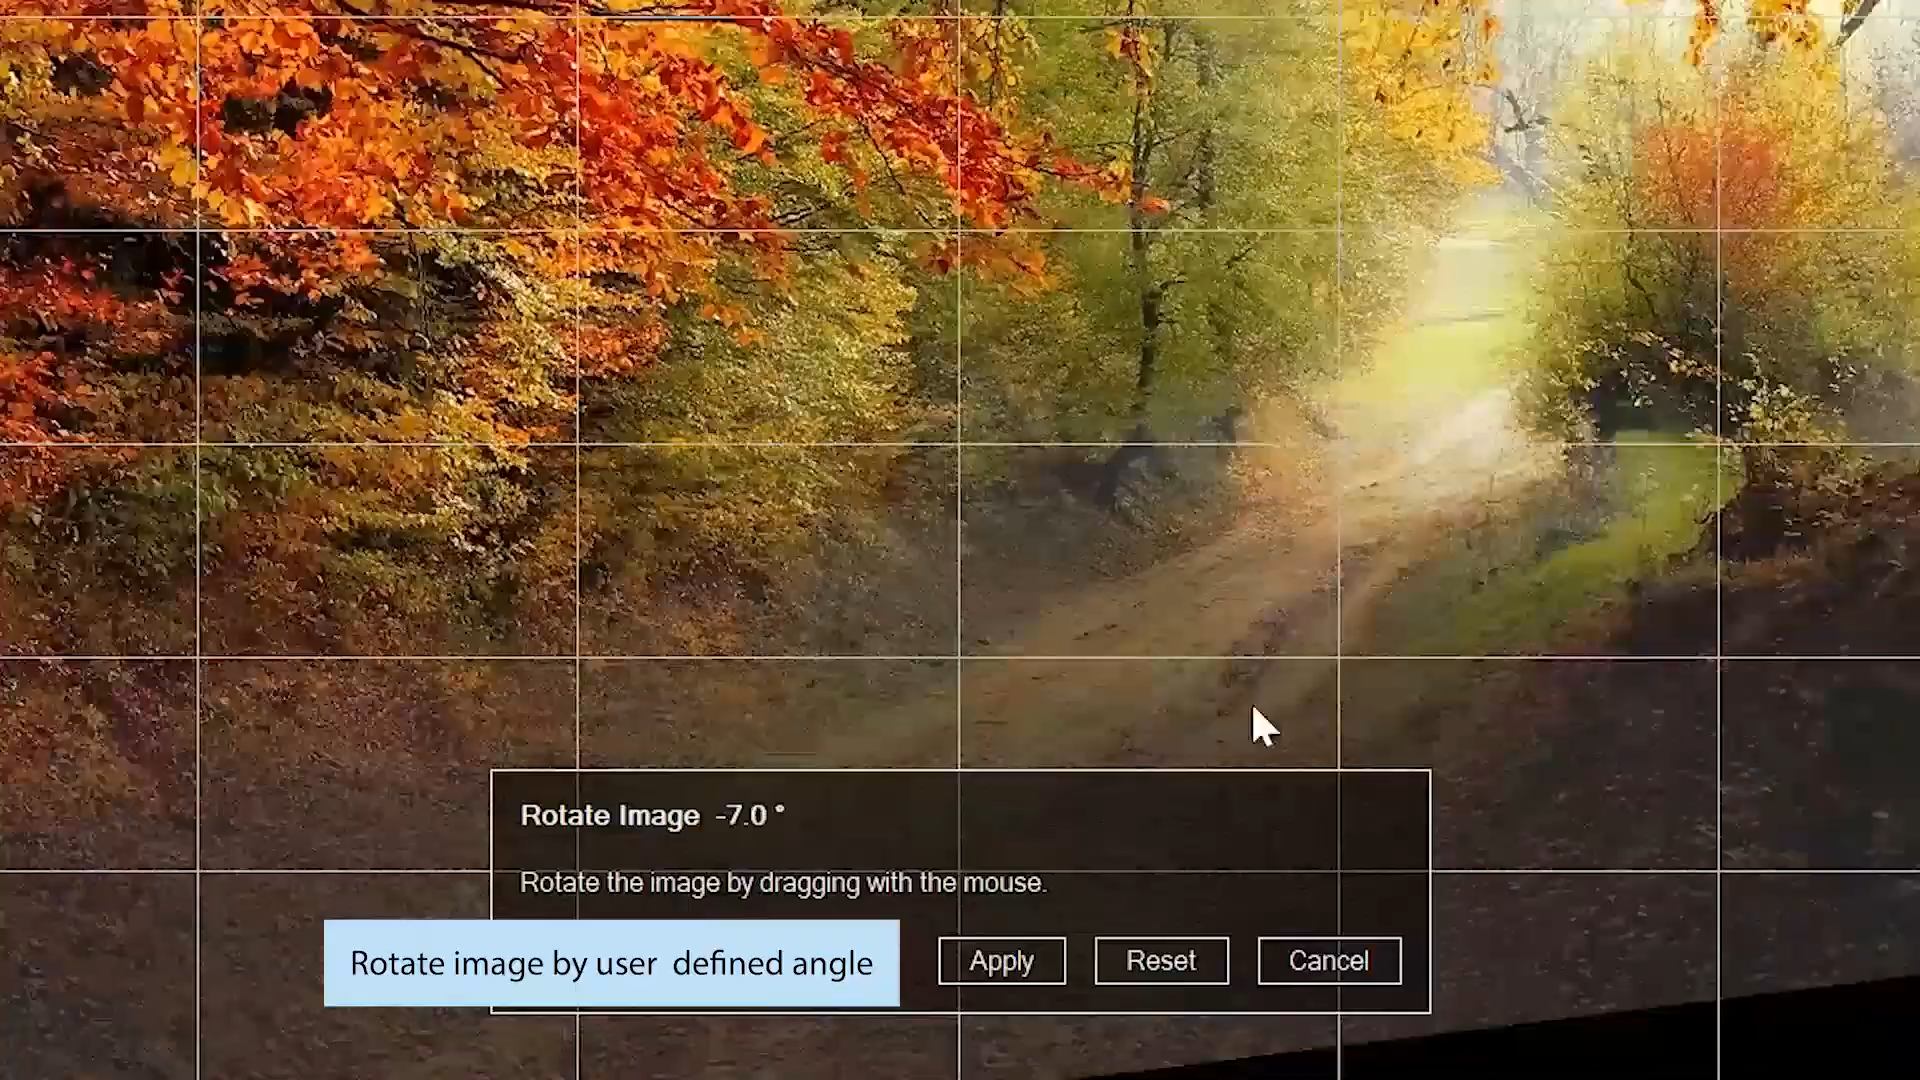 Rotate Image -7.0 °
Rotate the image by dragging with the mouse.
Rotate image by user defined angle
Apply
Reset
Cancel